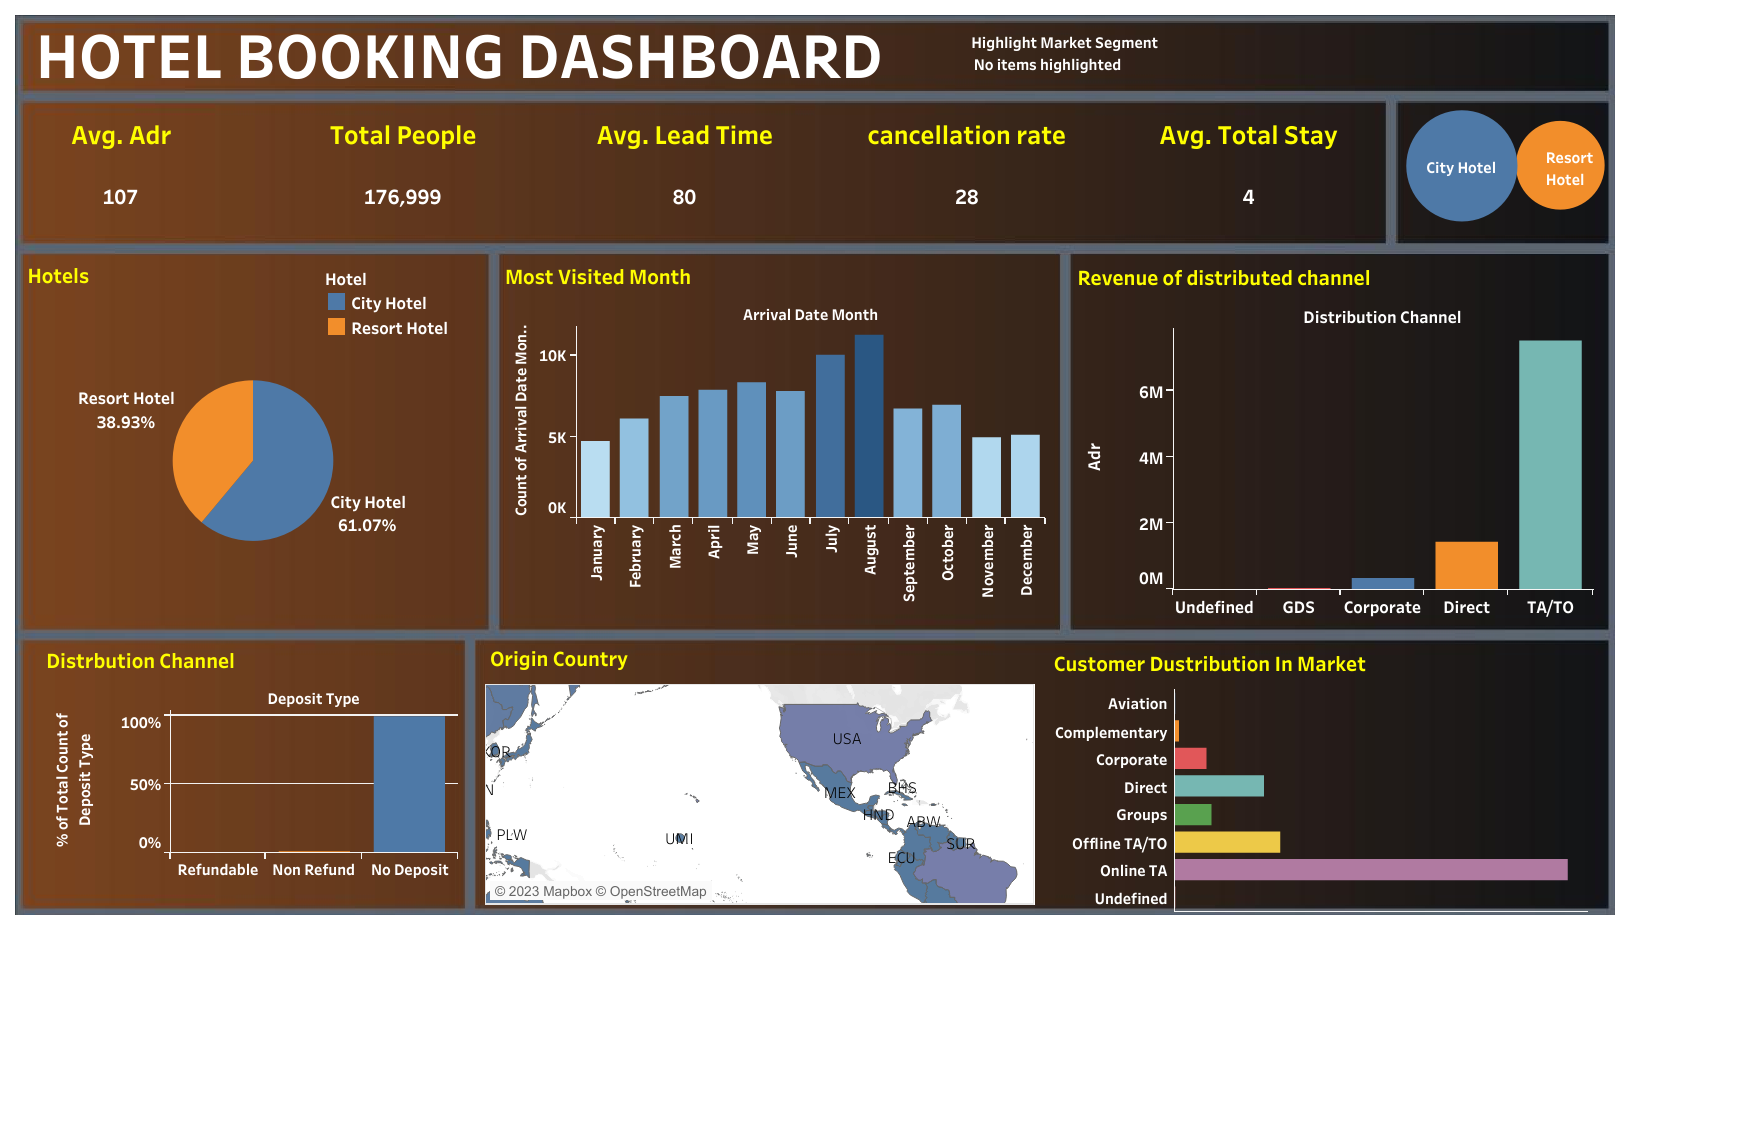 HOTEL BOOKING DASHBOARD
Highlight Market Segment
No items highlighted
Avg. Adr
Total People
Avg. Lead Time
cancellation rate
Avg. Total Stay
107
176,999
80
28
4
City Hotel
Resort
Hotel
Hotels
Hotel
City Hotel
Resort Hotel
Resort Hotel
38.93%
City Hotel
61.07%
Most Visited Month
Arrival Date Month
Count of Arrival Date Mon..
10K
5K
0K
January
February
March
April
May
June
July
August
September
October
November
December
Revenue of distributed channel
Distribution Channel
Adr
6M
4M
2M
0M
Undefined
GDS
Corporate
Direct
TA/TO
Distrbution Channel
Deposit Type
% of Total Count of
Deposit Type
100%
50%
0%
Refundable
Non Refund
No Deposit
Origin Country
USA
OR
MEX
BHS
N
HND
ABW
PLW
UMI
SUR
ECU
© 2023 Mapbox © OpenStreetMap
Customer Dustribution In Market
Aviation
Complementary
Corporate
Direct
Groups
Offline TA/TO
Online TA
Undefined